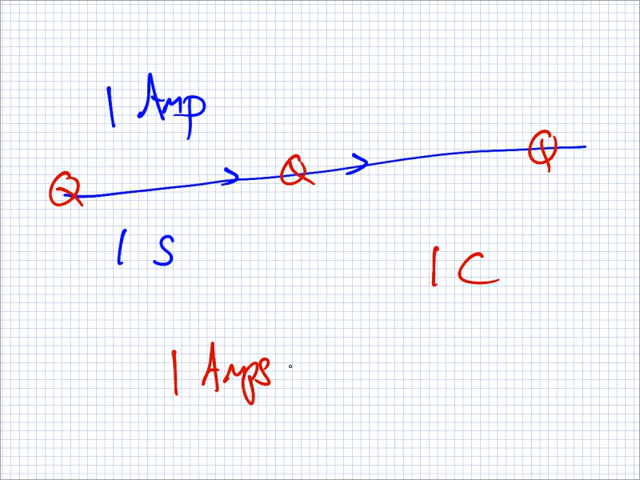 1 Amp
Q Q Q
1 S
1 C
1 Amps